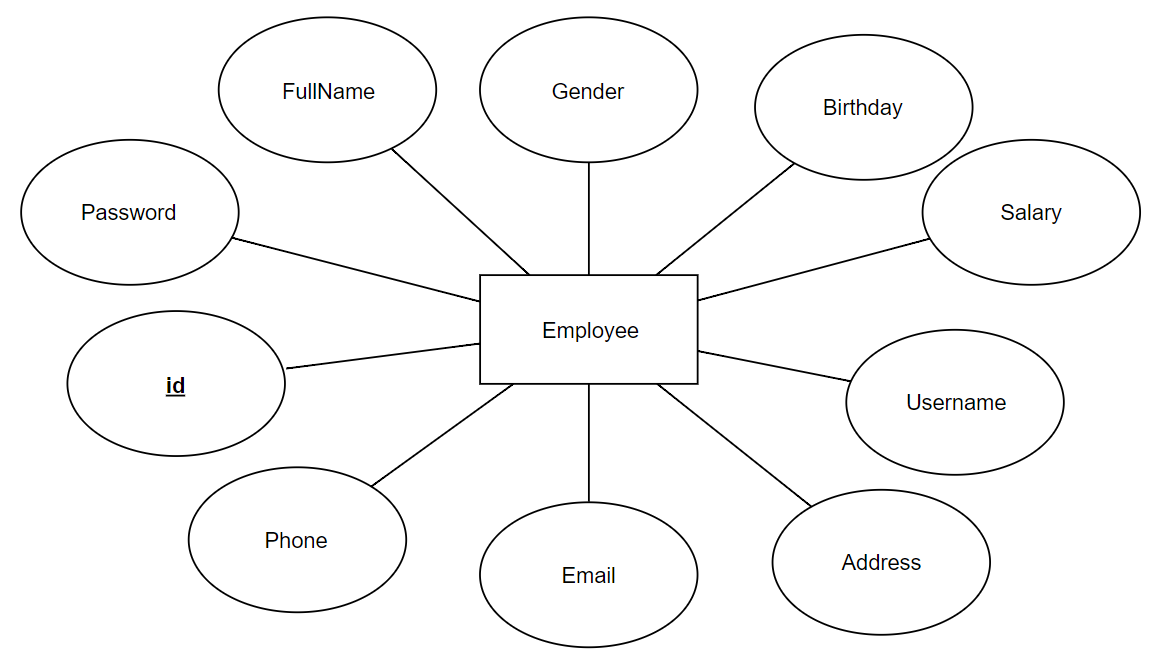 FullName
Gender
Birthday
Password
Salary
Employee
id
Username
Phone
Email
Address